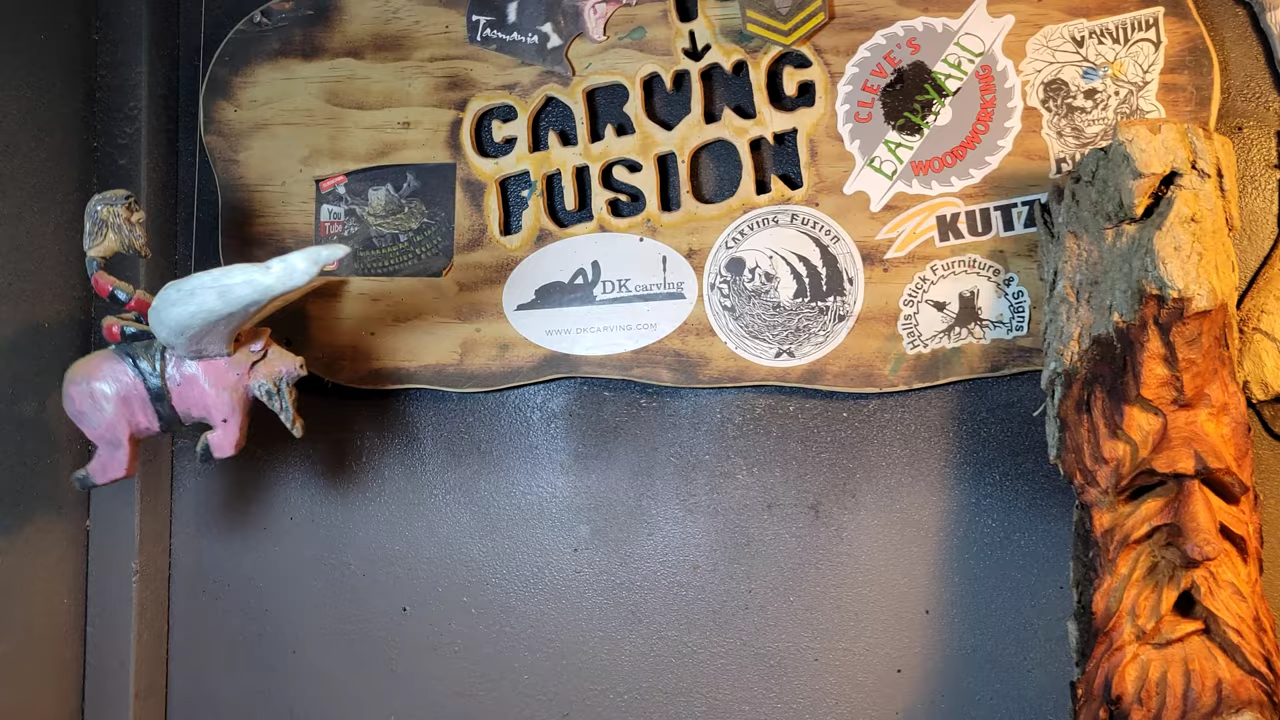 Tasmania
CARVING
FUSION
You
Tube
CLEVE'S
BACKYARD
WOODWORKING
CARVING
KUTZ
DK carving
WWW.DKCARVING.COM
CARVING FUSION
Halls Stick Furniture & Signs